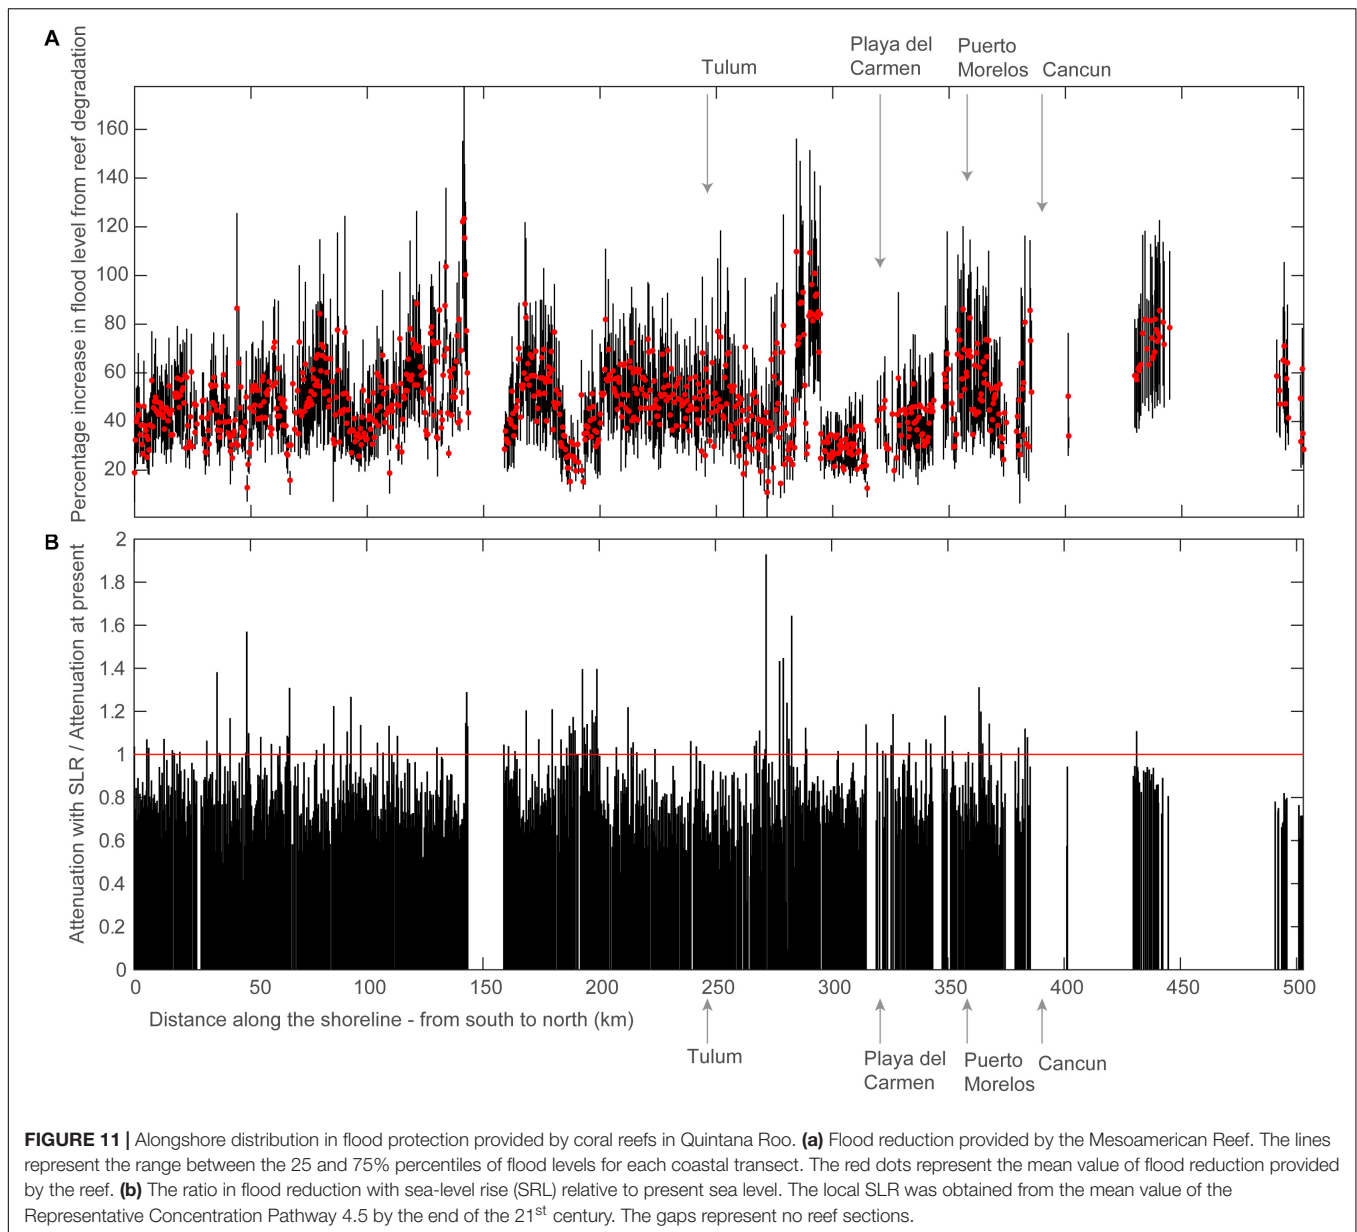 A
Percentage increase in flood level from reef degradation
Tulum
Playa del
Carmen
Puerto
Morelos
Cancun
160
140
120
100
80
60
40
20
B
Attenuation with SLR / Attenuation at present
2
1.8
1.6
1.4
1.2
1
0.8
0.6
0.4
0.2
0
0 50 100 150 200 250 300 350 400 450 500
Distance along the shoreline - from south to north (km)
Tulum
Playa del
Carmen
Puerto
Morelos
Cancun
FIGURE 11 | Alongshore distribution in flood protection provided by coral reefs in Quintana Roo. (a) Flood reduction provided by the Mesoamerican Reef. The lines
represent the range between the 25 and 75% percentiles of flood levels for each coastal transect. The red dots represent the mean value of flood reduction provided
by the reef. (b) The ratio in flood reduction with sea-level rise (SRL) relative to present sea level. The local SLR was obtained from the mean value of the
Representative Concentration Pathway 4.5 by the end of the 21st century. The gaps represent no reef sections.